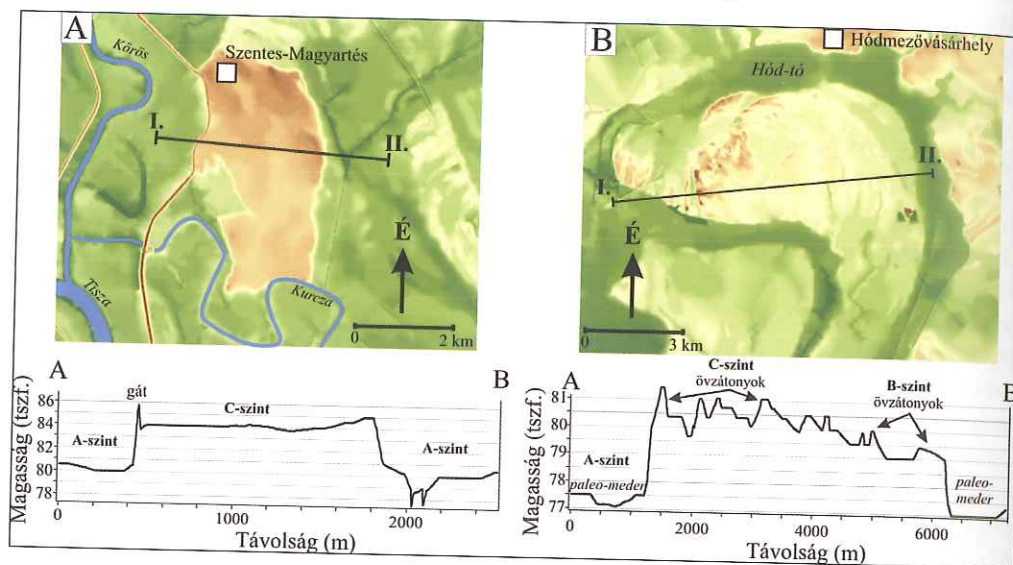 A
Körös
Szentes-Magyartés
I.
II.
É
Tisza
Kurcza
0 2 km
B
Hódmezővásárhely
Hód-tó
I.
II.
É
0 3 km
A
B
Magasság (tszf.)
86
84
82
80
78
gát
C-szint
A-szint
A-szint
0 1000 2000
Távolság (m)
A
Magasság (tszf.)
81
80
79
78
77
C-szint
övzátonyok
B-szint
övzátonyok
A-szint
paleo-meder
paleo-
meder
0 2000 4000 6000
Távolság (m)